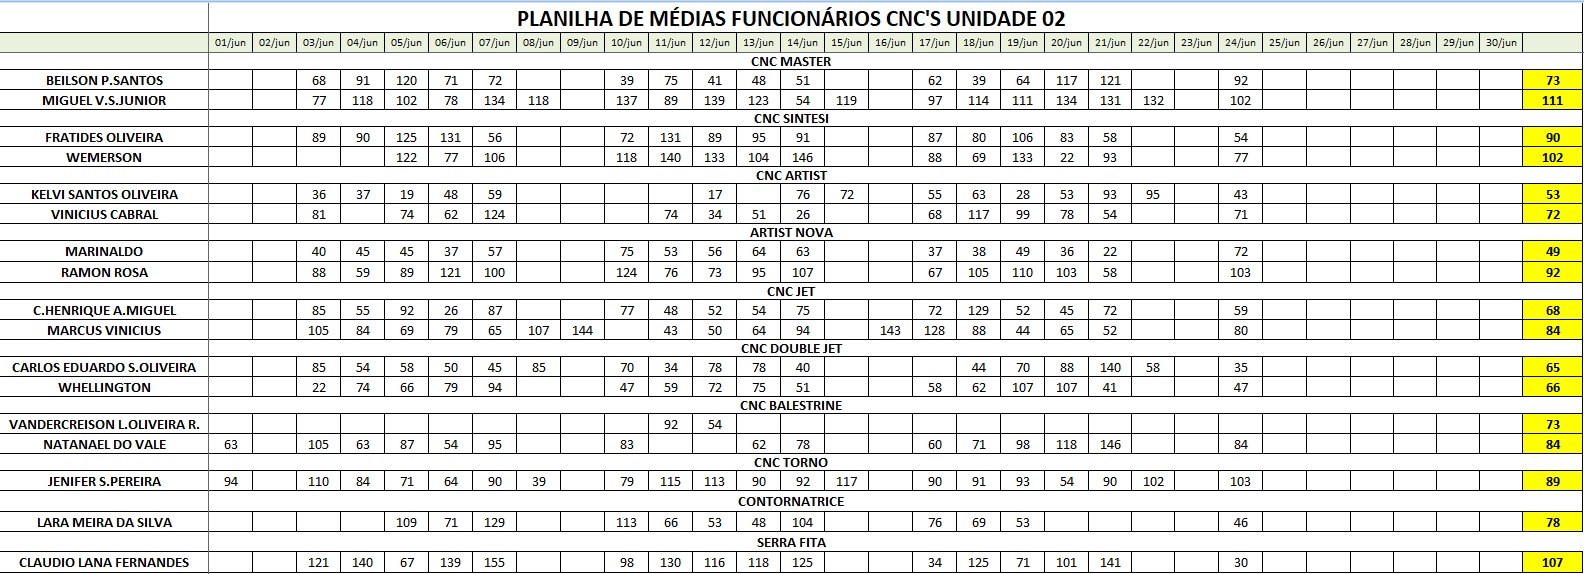 PLANILHA DE MÉDIAS FUNCIONÁRIOS CNC'S UNIDADE 02
01/jun 02/jun 03/jun 04/jun 05/jun 06/jun 07/jun 08/jun 09/jun 10/jun 11/jun 12/jun 13/jun 14/jun 15/jun 16/jun 17/jun 18/jun 19/jun 20/jun 21/jun 22/jun 23/jun 24/jun 25/jun 26/jun 27/jun 28/jun 29/jun 30/jun
CNC MASTER
BEILSON P.SANTOS 68 91 120 71 72 39 75 41 48 51 62 39 64 117 121 92 73
MIGUEL V.S.JUNIOR 77 118 102 78 134 118 137 89 139 123 54 119 97 114 111 134 131 132 102 111
CNC SINTESI
FRATIDES OLIVEIRA 89 90 125 131 56 72 131 89 95 91 87 80 106 83 58 54 90
WEMERSON 122 77 106 118 140 133 104 146 88 69 133 22 93 77 102
CNC ARTIST
KELVI SANTOS OLIVEIRA 36 37 19 48 59 17 76 72 55 63 28 53 93 95 43 53
VINICIUS CABRAL 81 74 62 124 74 34 51 26 68 117 99 78 54 71 72
ARTIST NOVA
MARINALDO 40 45 45 37 57 75 53 56 64 63 37 38 49 36 22 72 49
RAMON ROSA 88 59 89 121 100 124 76 73 95 107 67 105 110 103 58 103 92
CNC JET
C.HENRIQUE A.MIGUEL 85 55 92 26 87 77 48 52 54 75 72 129 52 45 72 59 68
MARCUS VINICIUS 105 84 69 79 65 107 144 43 50 64 94 143 128 88 44 65 52 80 84
CNC DOUBLE JET
CARLOS EDUARDO S.OLIVEIRA 85 54 58 50 45 85 70 34 78 78 40 44 70 88 140 58 35 65
WHELLINGTON 22 74 66 79 94 47 59 72 75 51 58 62 107 107 41 47 66
CNC BALESTRINE
VANDERCREISON L.OLIVEIRA R. 92 54 73
NATANAEL DO VALE 63 105 63 87 54 95 83 62 78 60 71 98 118 146 84 84
CNC TORNO
JENIFER S.PEREIRA 94 110 84 71 64 90 39 79 115 113 90 92 117 90 91 93 54 90 102 103 89
CONTORNATRICE
LARA MEIRA DA SILVA 109 71 129 113 66 53 48 104 76 69 53 46 78
SERRA FITA
CLAUDIO LANA FERNANDES 121 140 67 139 155 98 130 116 118 125 34 125 71 101 141 30 107